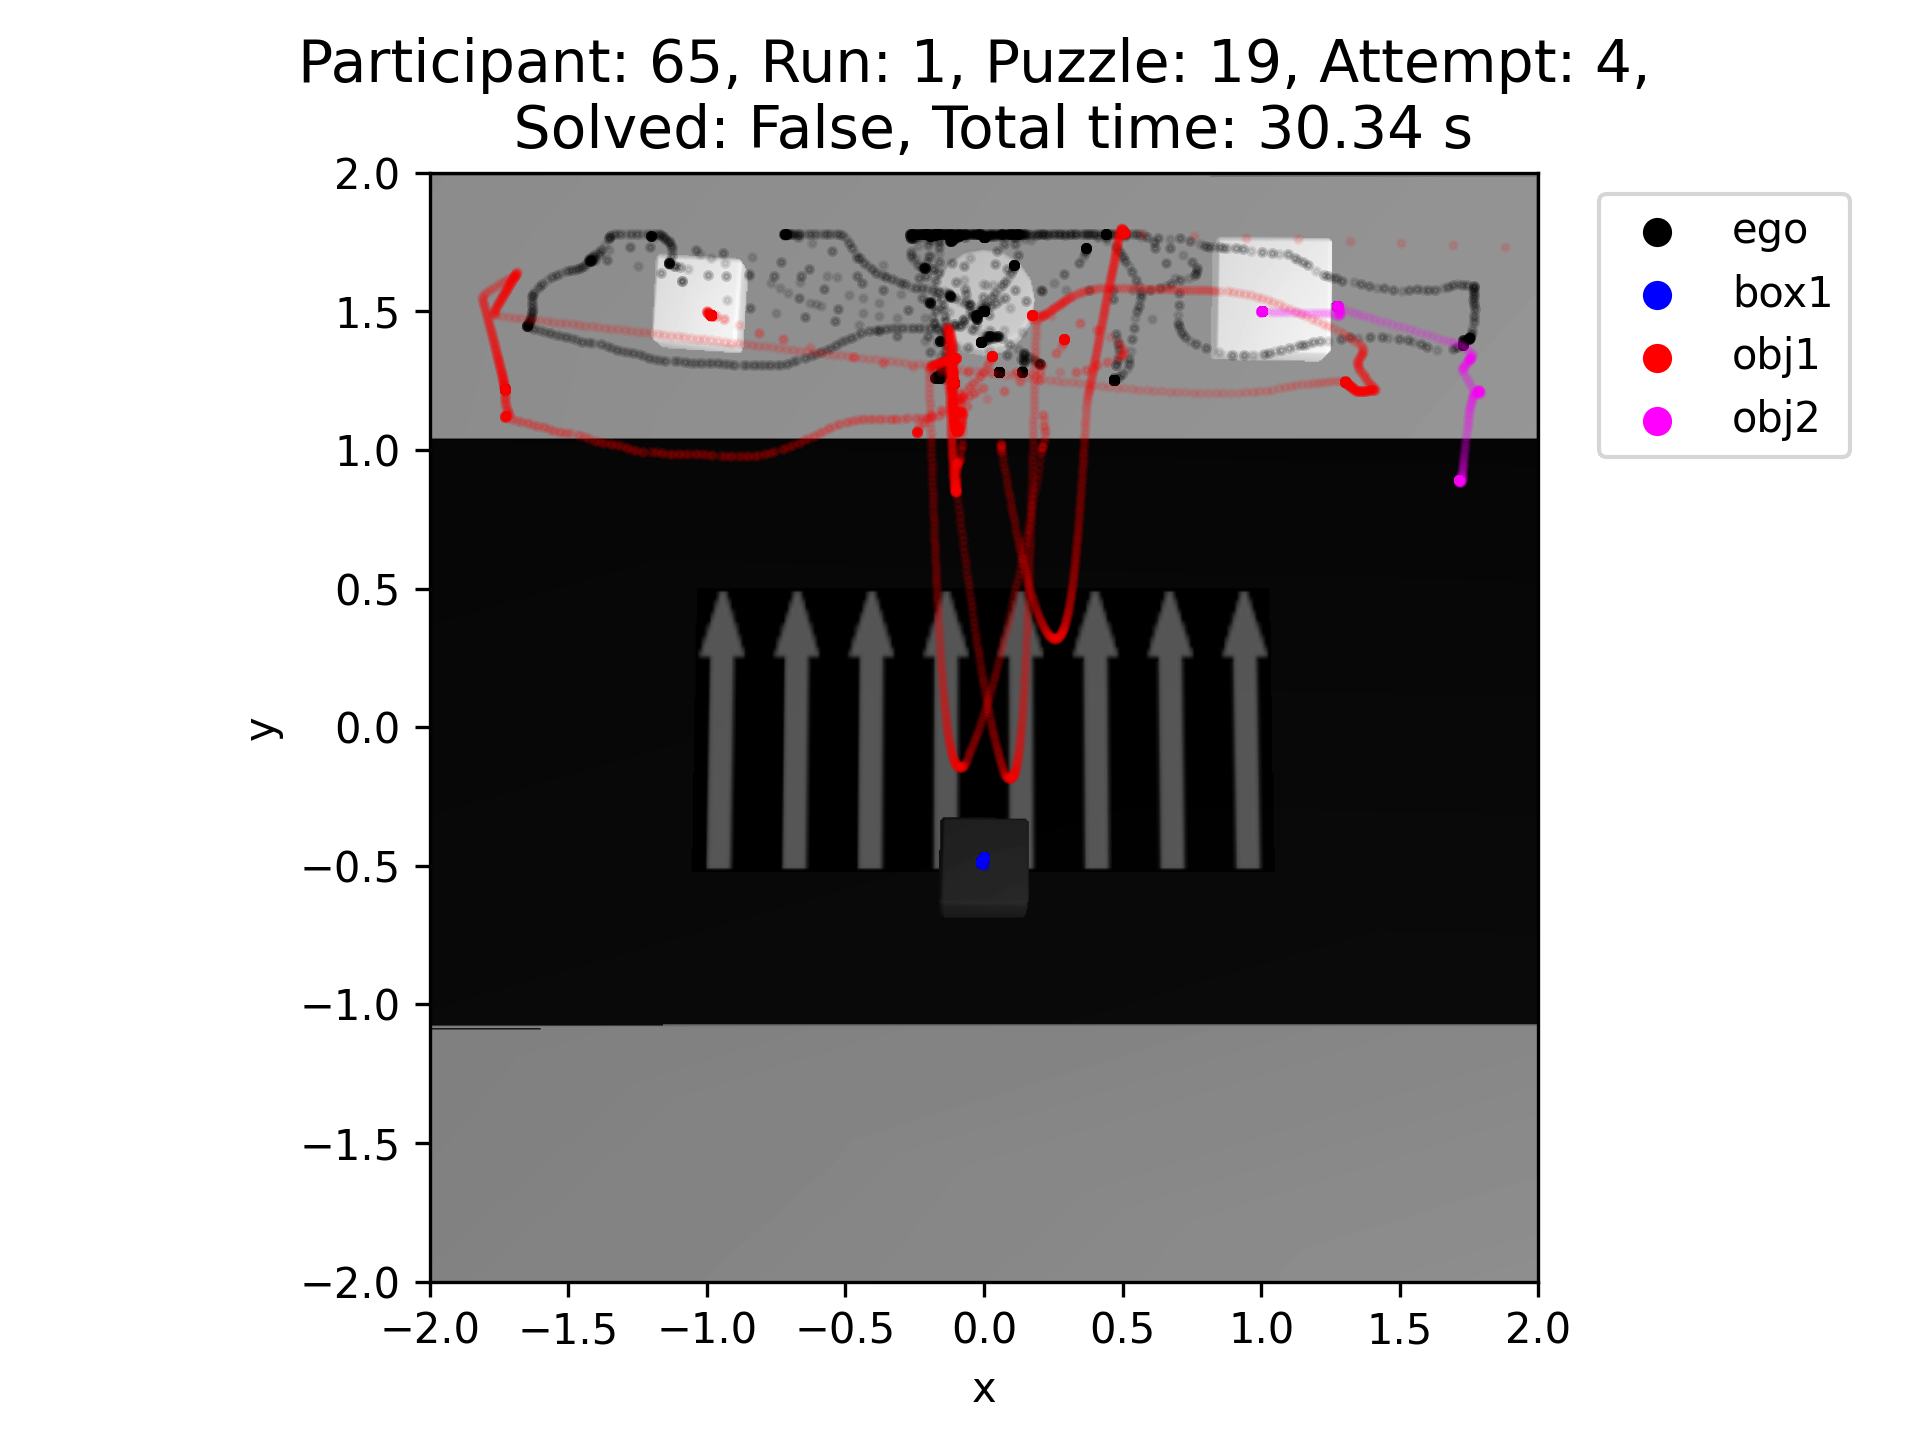 Participant: 65, Run: 1, Puzzle: 19, Attempt: 4,
Solved: False, Total time: 30.34 s
ego
box1
obj1
obj2
2.0
1.5
1.0
0.5
0.0
−0.5
−1.0
−1.5
−2.0
y
−2.0 −1.5 −1.0 −0.5 0.0 0.5 1.0 1.5 2.0
x